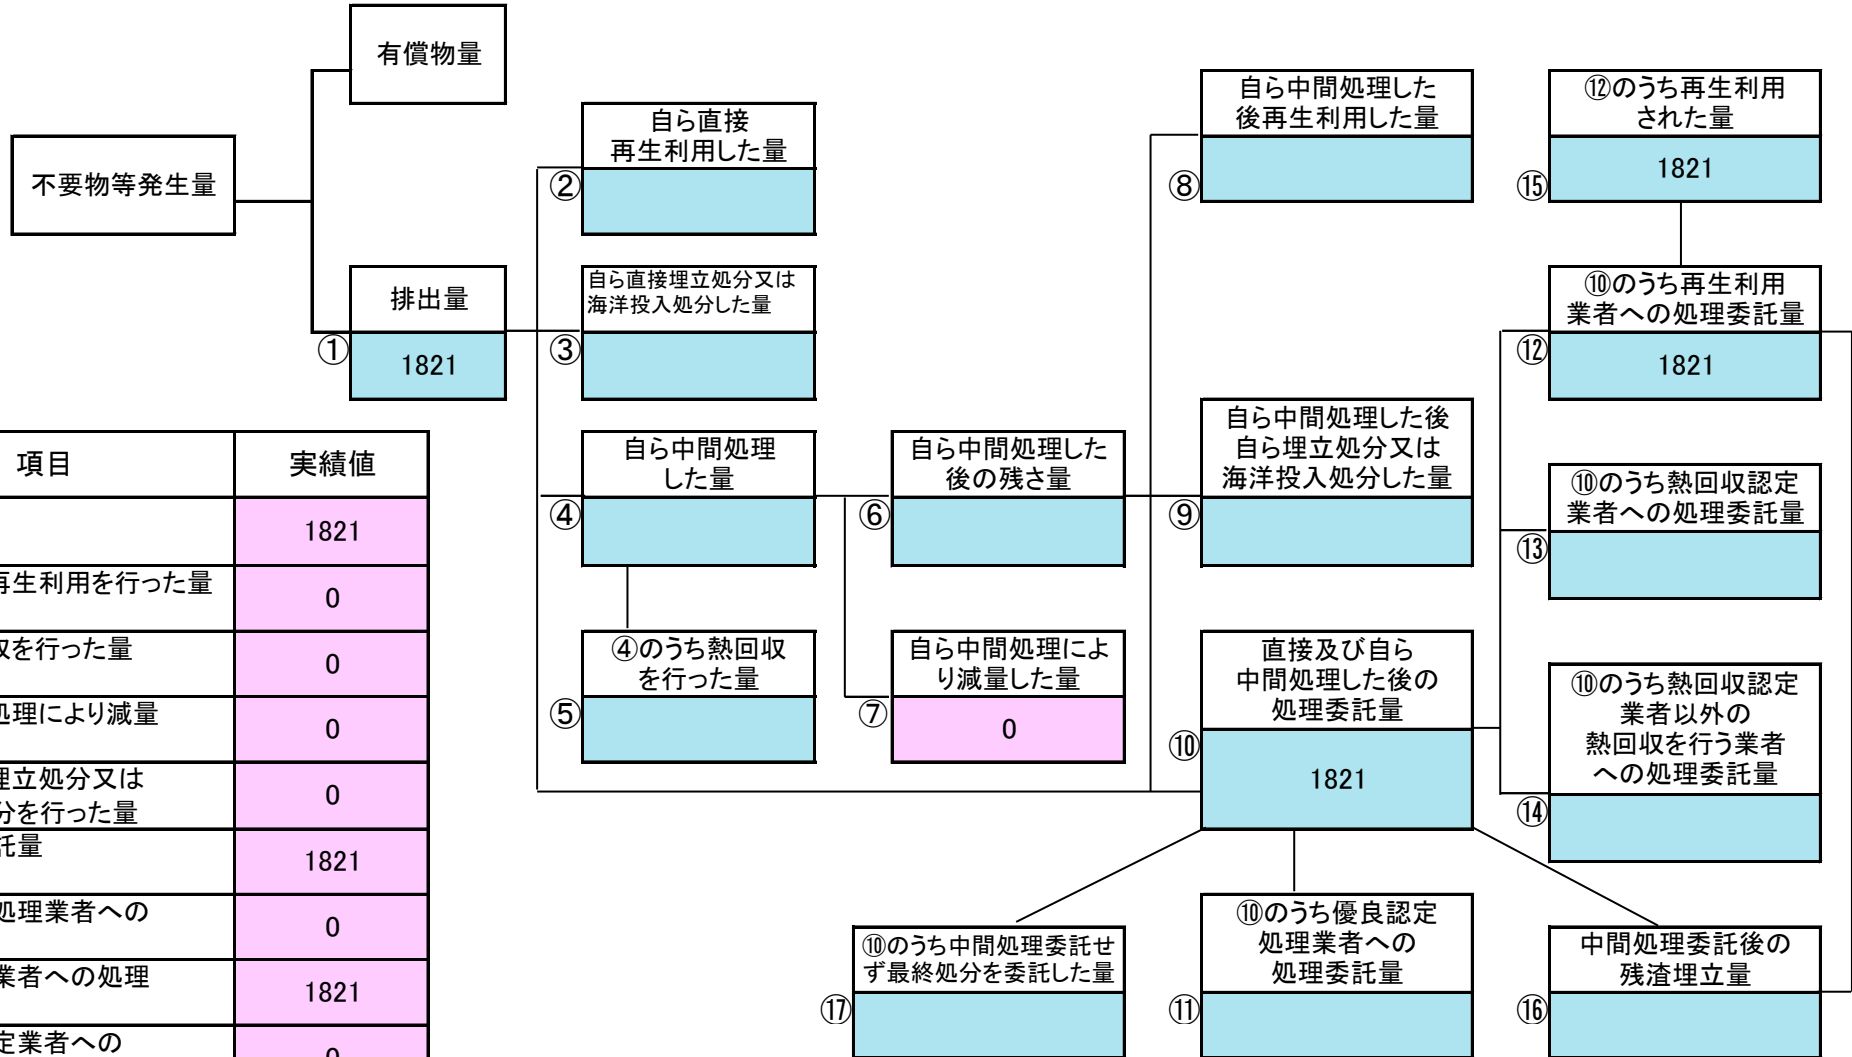 有償物量
不要物等発生量
排出量
①
1821
自ら直接
再生利用した量
②
自ら直接埋立処分又は
海洋投入処分した量
③
自ら中間処理
した量
④
④のうち熱回収
を行った量
⑤
自ら中間処理した
後の残さ量
⑥
自ら中間処理によ
り減量した量
⑦
0
自ら中間処理した
後再生利用した量
⑧
自ら中間処理した後
自ら埋立処分又は
海洋投入処分した量
⑨
直接及び自ら
中間処理した後の
処理委託量
⑩
1821
⑫のうち再生利用
された量
⑮
1821
⑩のうち再生利用
業者への処理委託量
⑫
1821
⑩のうち熱回収認定
業者への処理委託量
⑬
⑩のうち熱回収認定
業者以外の
熱回収を行う業者
への処理委託量
⑭
⑩のうち中間処理委託せ
ず最終処分を委託した量
⑰
⑩のうち優良認定
処理業者への
処理委託量
⑪
中間処理委託後の
残渣埋立量
⑯
項目
実績値
1821
再生利用を行った量
0
を行った量
0
処理により減量
0
埋立処分又は
分を行った量
0
託量
1821
処理業者への
0
業者への処理
1821
定業者への
0